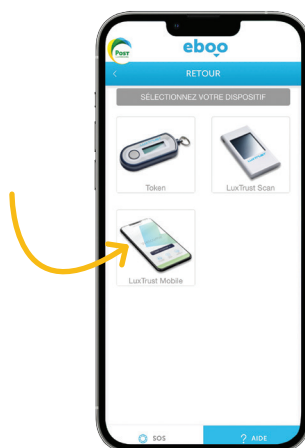 POST
eboo
RETOUR
SÉLECTIONNEZ VOTRE DISPOSITIF
Token
LuxTrust Scan
LuxTrust Mobile
SOS
? AIDE